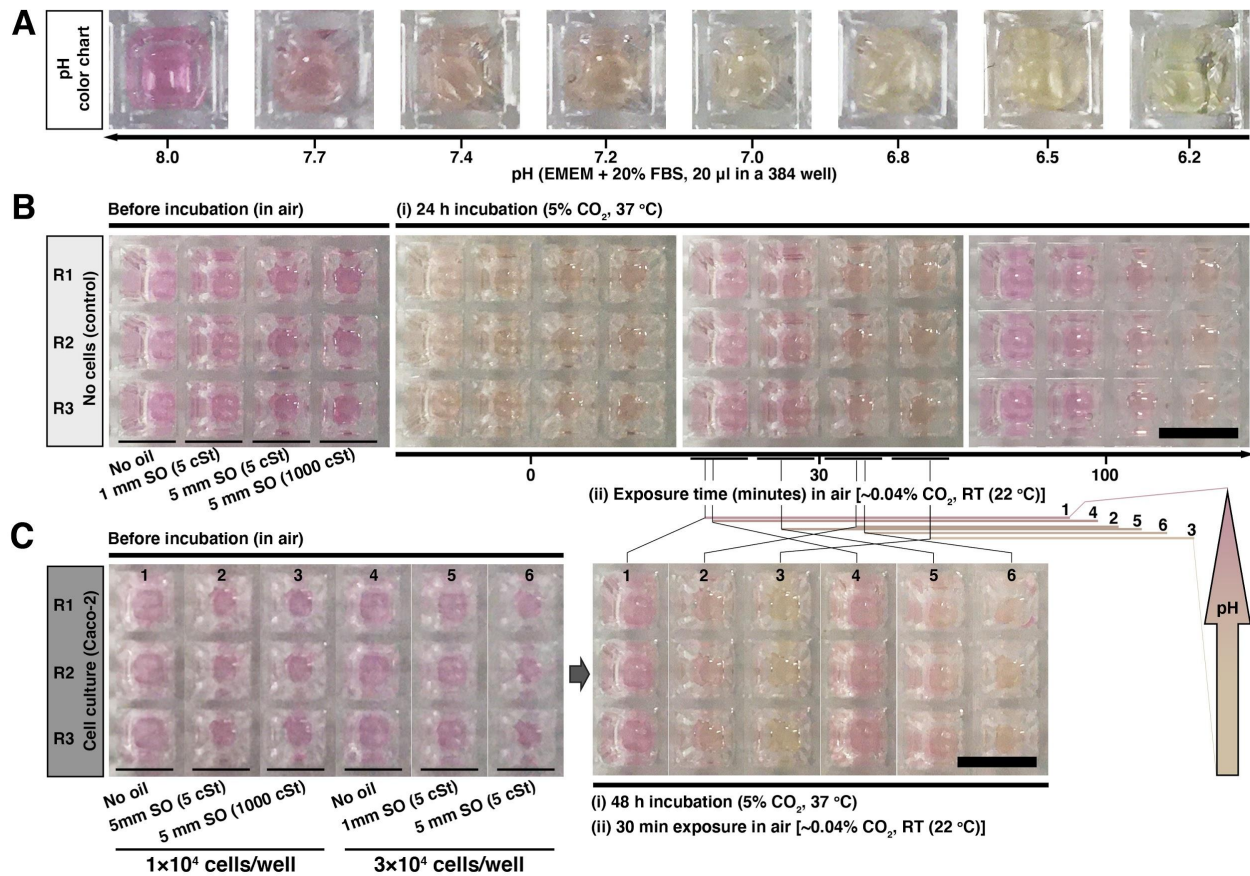 A
pH
color chart
8.0
7.7
7.4
7.2
7.0
6.8
6.5
6.2
pH (EMEM + 20% FBS, 20 µl in a 384 well)
B
Before incubation (in air)
(i) 24 h incubation (5% CO₂, 37 °C)
No cells (control)
R1
R2
R3
No oil
1 mm SO (5 cSt)
5 mm SO (5 cSt)
5 mm SO (1000 cSt)
0
30
100
(ii) Exposure time (minutes) in air [~0.04% CO₂, RT (22 °C)]
1
4
2
5
6
3
pH
C
Before incubation (in air)
Cell culture (Caco-2)
R1
R2
R3
1
2
3
4
5
6
1
2
3
4
5
6
No oil
5mm SO (5 cSt)
5 mm SO (1000 cSt)
No oil
1mm SO (5 cSt)
5 mm SO (5 cSt)
1×10⁴ cells/well
3×10⁴ cells/well
(i) 48 h incubation (5% CO₂, 37 °C)
(ii) 30 min exposure in air [~0.04% CO₂, RT (22 °C)]